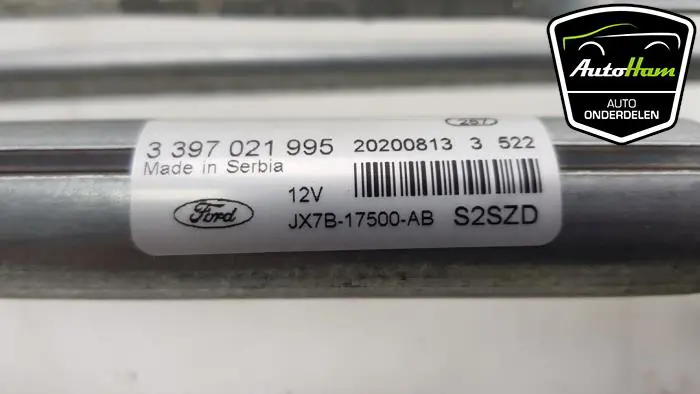 257
3 397 021 995 20200813 3 522
Made in Serbia
12V
Ford
JX7B-17500-AB S2SZD
AutoHam
AUTO
ONDERDELEN